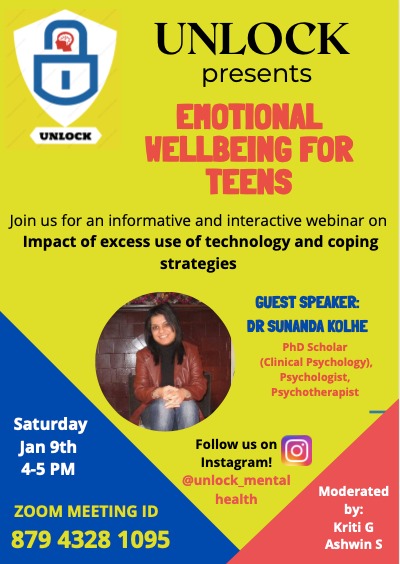 UNLOCK
UNLOCK
presents
EMOTIONAL
WELLBEING FOR
TEENS
Join us for an informative and interactive webinar on
Impact of excess use of technology and coping
strategies
GUEST SPEAKER:
DR SUNANDA KOLHE
PhD Scholar
(Clinical Psychology),
Psychologist,
Psychotherapist
Saturday
Jan 9th
4-5 PM
ZOOM MEETING ID
879 4328 1095
Follow us on
Instagram!
@unlock_mental
health
Moderated
by:
Kriti G
Ashwin S